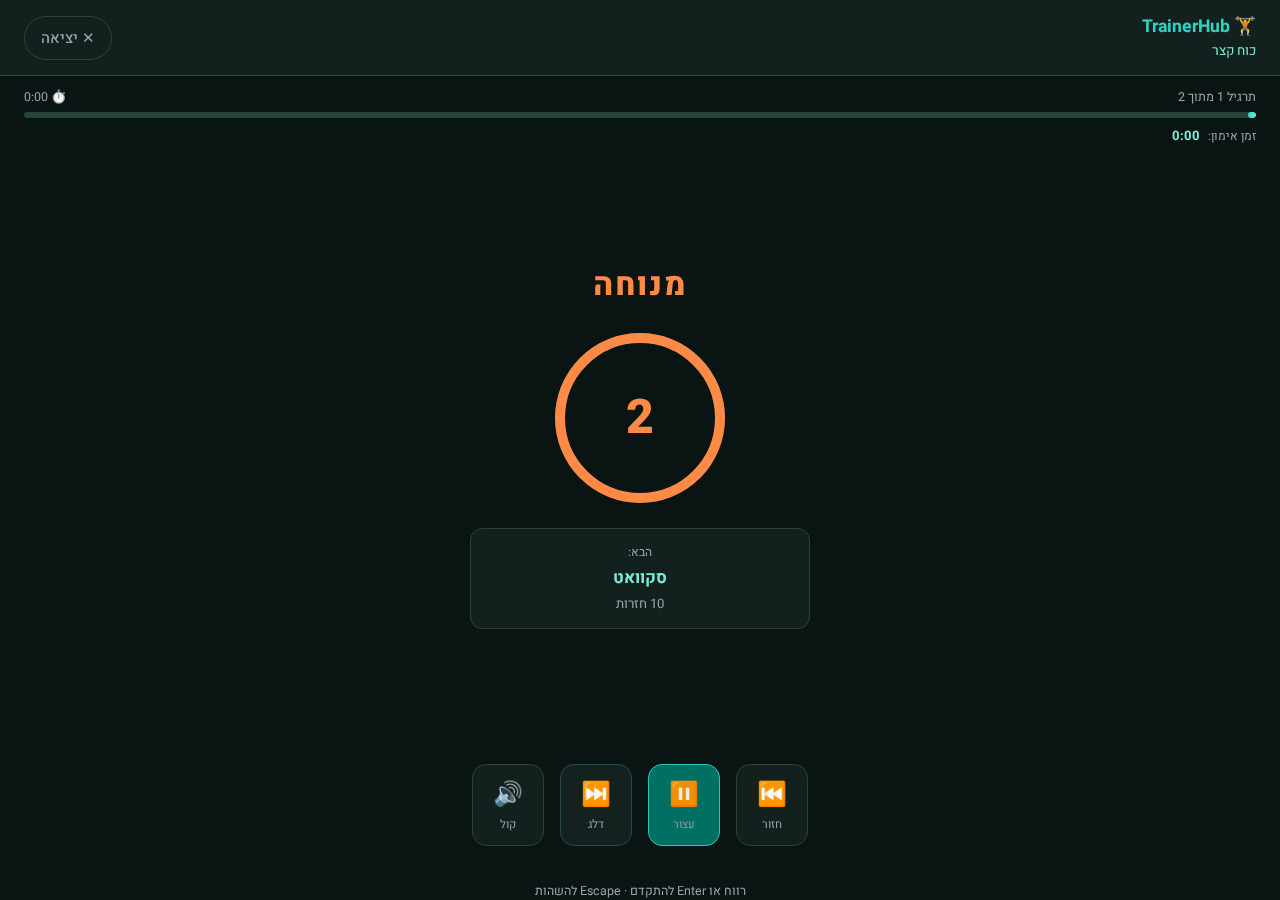 🏋️ TrainerHub
כוח קצר
✕ יציאה
תרגיל 1 מתוך 2
⏱️ 0:00
זמן אימון: 0:00
מנוחה
2
הבא:
סקוואט
10 חזרות
חזור
עצור
דלג
קול
רווח או Enter להתקדם · Escape להשהות